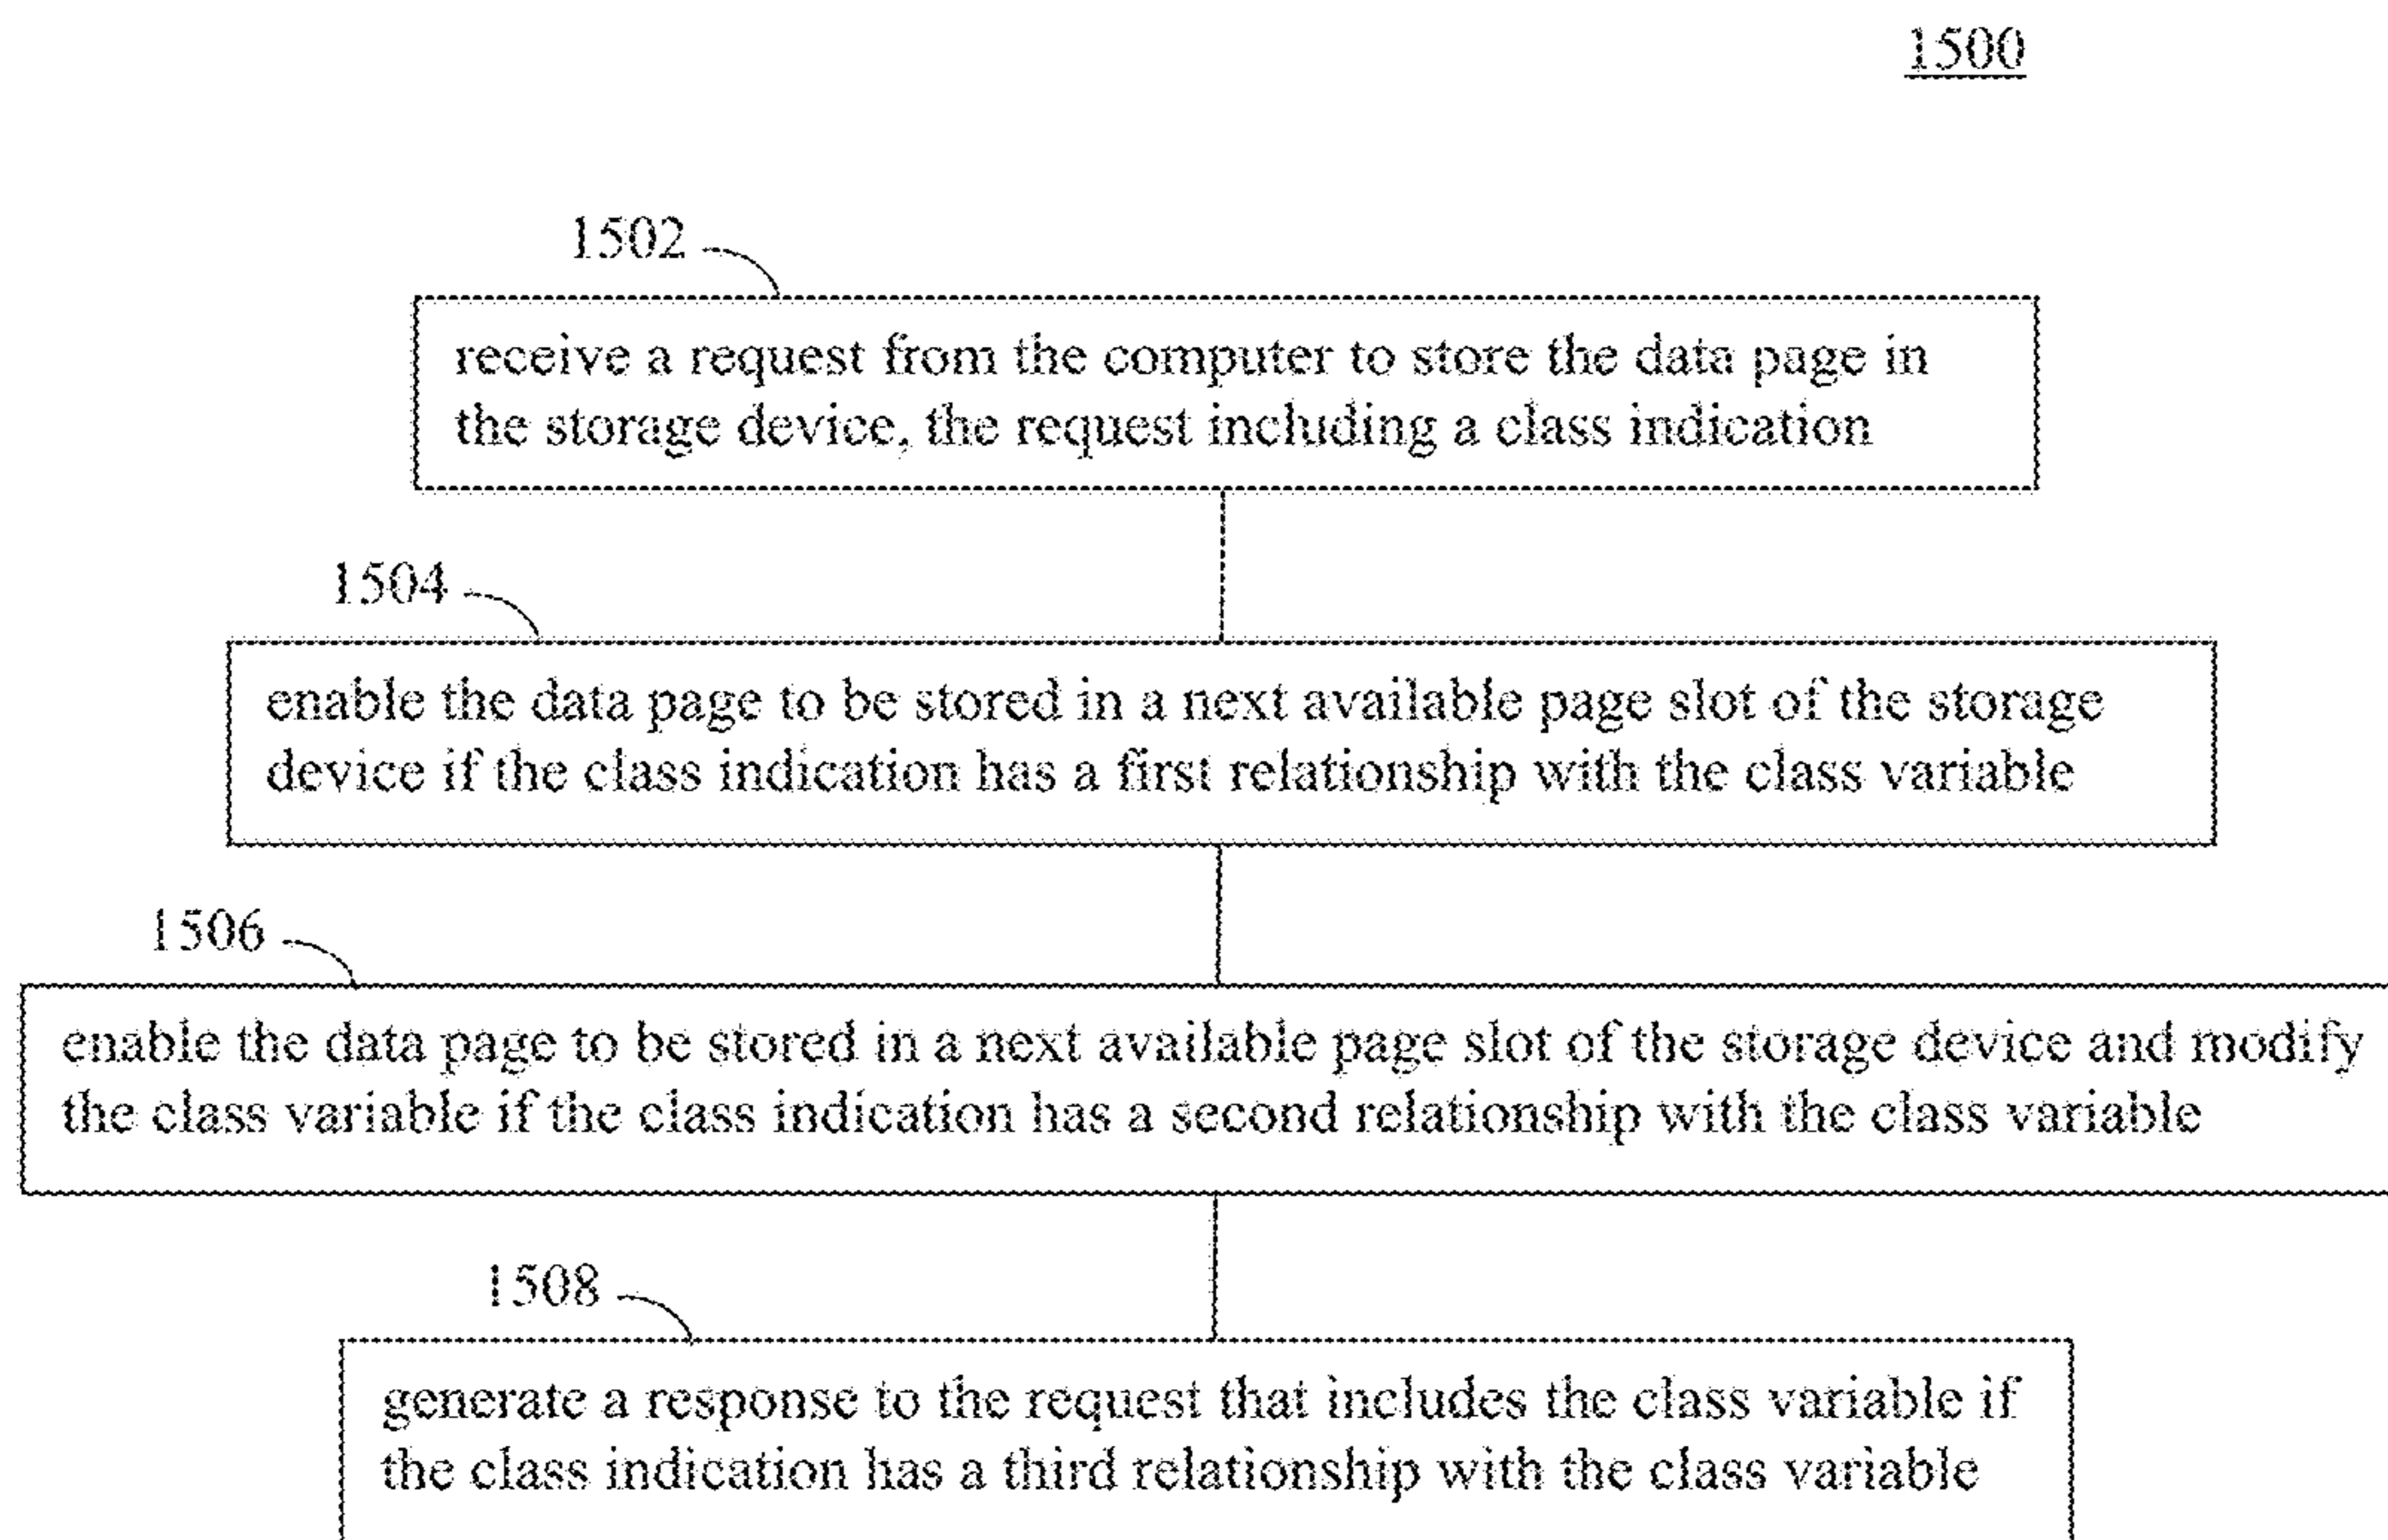 1500
1502
receive a request from the computer to store the data page in
the storage device, the request including a class indication
1504
enable the data page to be stored in a next available page slot of the storage
device if the class indication has a first relationship with the class variable
1506
enable the data page to be stored in a next available page slot of the storage device and modify
the class variable if the class indication has a second relationship with the class variable
1508
generate a response to the request that includes the class variable if
the class indication has a third relationship with the class variable